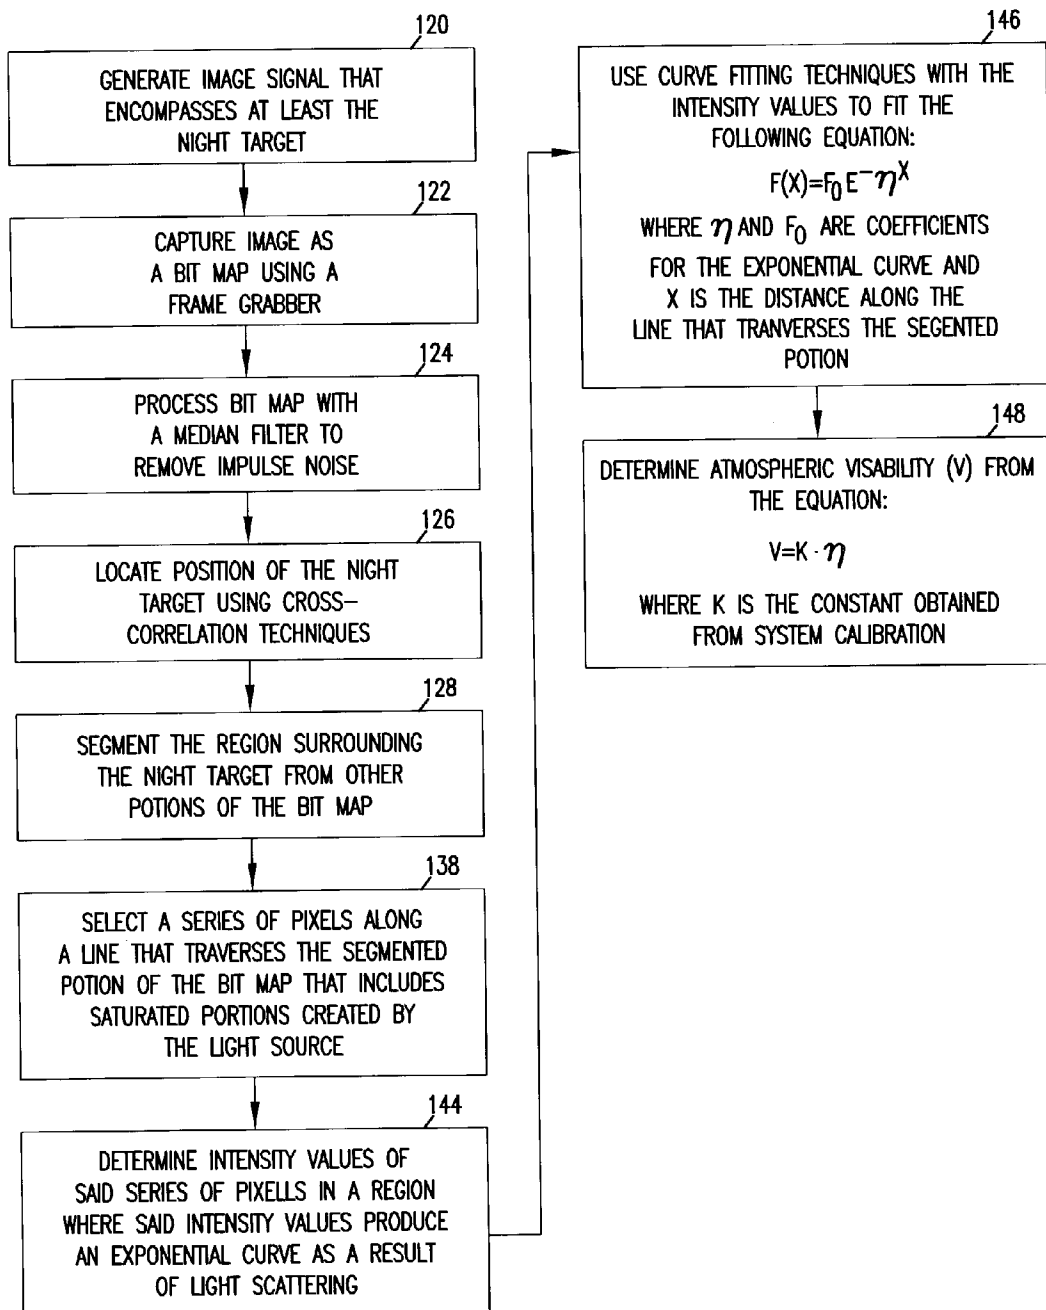 120
GENERATE IMAGE SIGNAL THAT
ENCOMPASSES AT LEAST THE
NIGHT TARGET
122
CAPTURE IMAGE AS
A BIT MAP USING A
FRAME GRABBER
124
PROCESS BIT MAP WITH
A MEDIAN FILTER TO
REMOVE IMPULSE NOISE
126
LOCATE POSITION OF THE NIGHT
TARGET USING CROSS–
CORRELATION TECHNIQUES
128
SEGMENT THE REGION SURROUNDING
THE NIGHT TARGET FROM OTHER
POTIONS OF THE BIT MAP
138
SELECT A SERIES OF PIXELS ALONG
A LINE THAT TRAVERSES THE SEGMENTED
POTION OF THE BIT MAP THAT INCLUDES
SATURATED PORTIONS CREATED BY
THE LIGHT SOURCE
144
DETERMINE INTENSITY VALUES OF
SAID SERIES OF PIXELLS IN A REGION
WHERE SAID INTENSITY VALUES PRODUCE
AN EXPONENTIAL CURVE AS A RESULT
OF LIGHT SCATTERING
146
USE CURVE FITTING TECHNIQUES WITH THE
INTENSITY VALUES TO FIT THE
FOLLOWING EQUATION:
F(X)=F₀ E⁻ηˣ
WHERE η AND F₀ ARE COEFFICIENTS
FOR THE EXPONENTIAL CURVE AND
X IS THE DISTANCE ALONG THE
LINE THAT TRANVERSES THE SEGENTED
POTION
148
DETERMINE ATMOSPHERIC VISABILITY (V) FROM
THE EQUATION:
V=K · η
WHERE K IS THE CONSTANT OBTAINED
FROM SYSTEM CALIBRATION